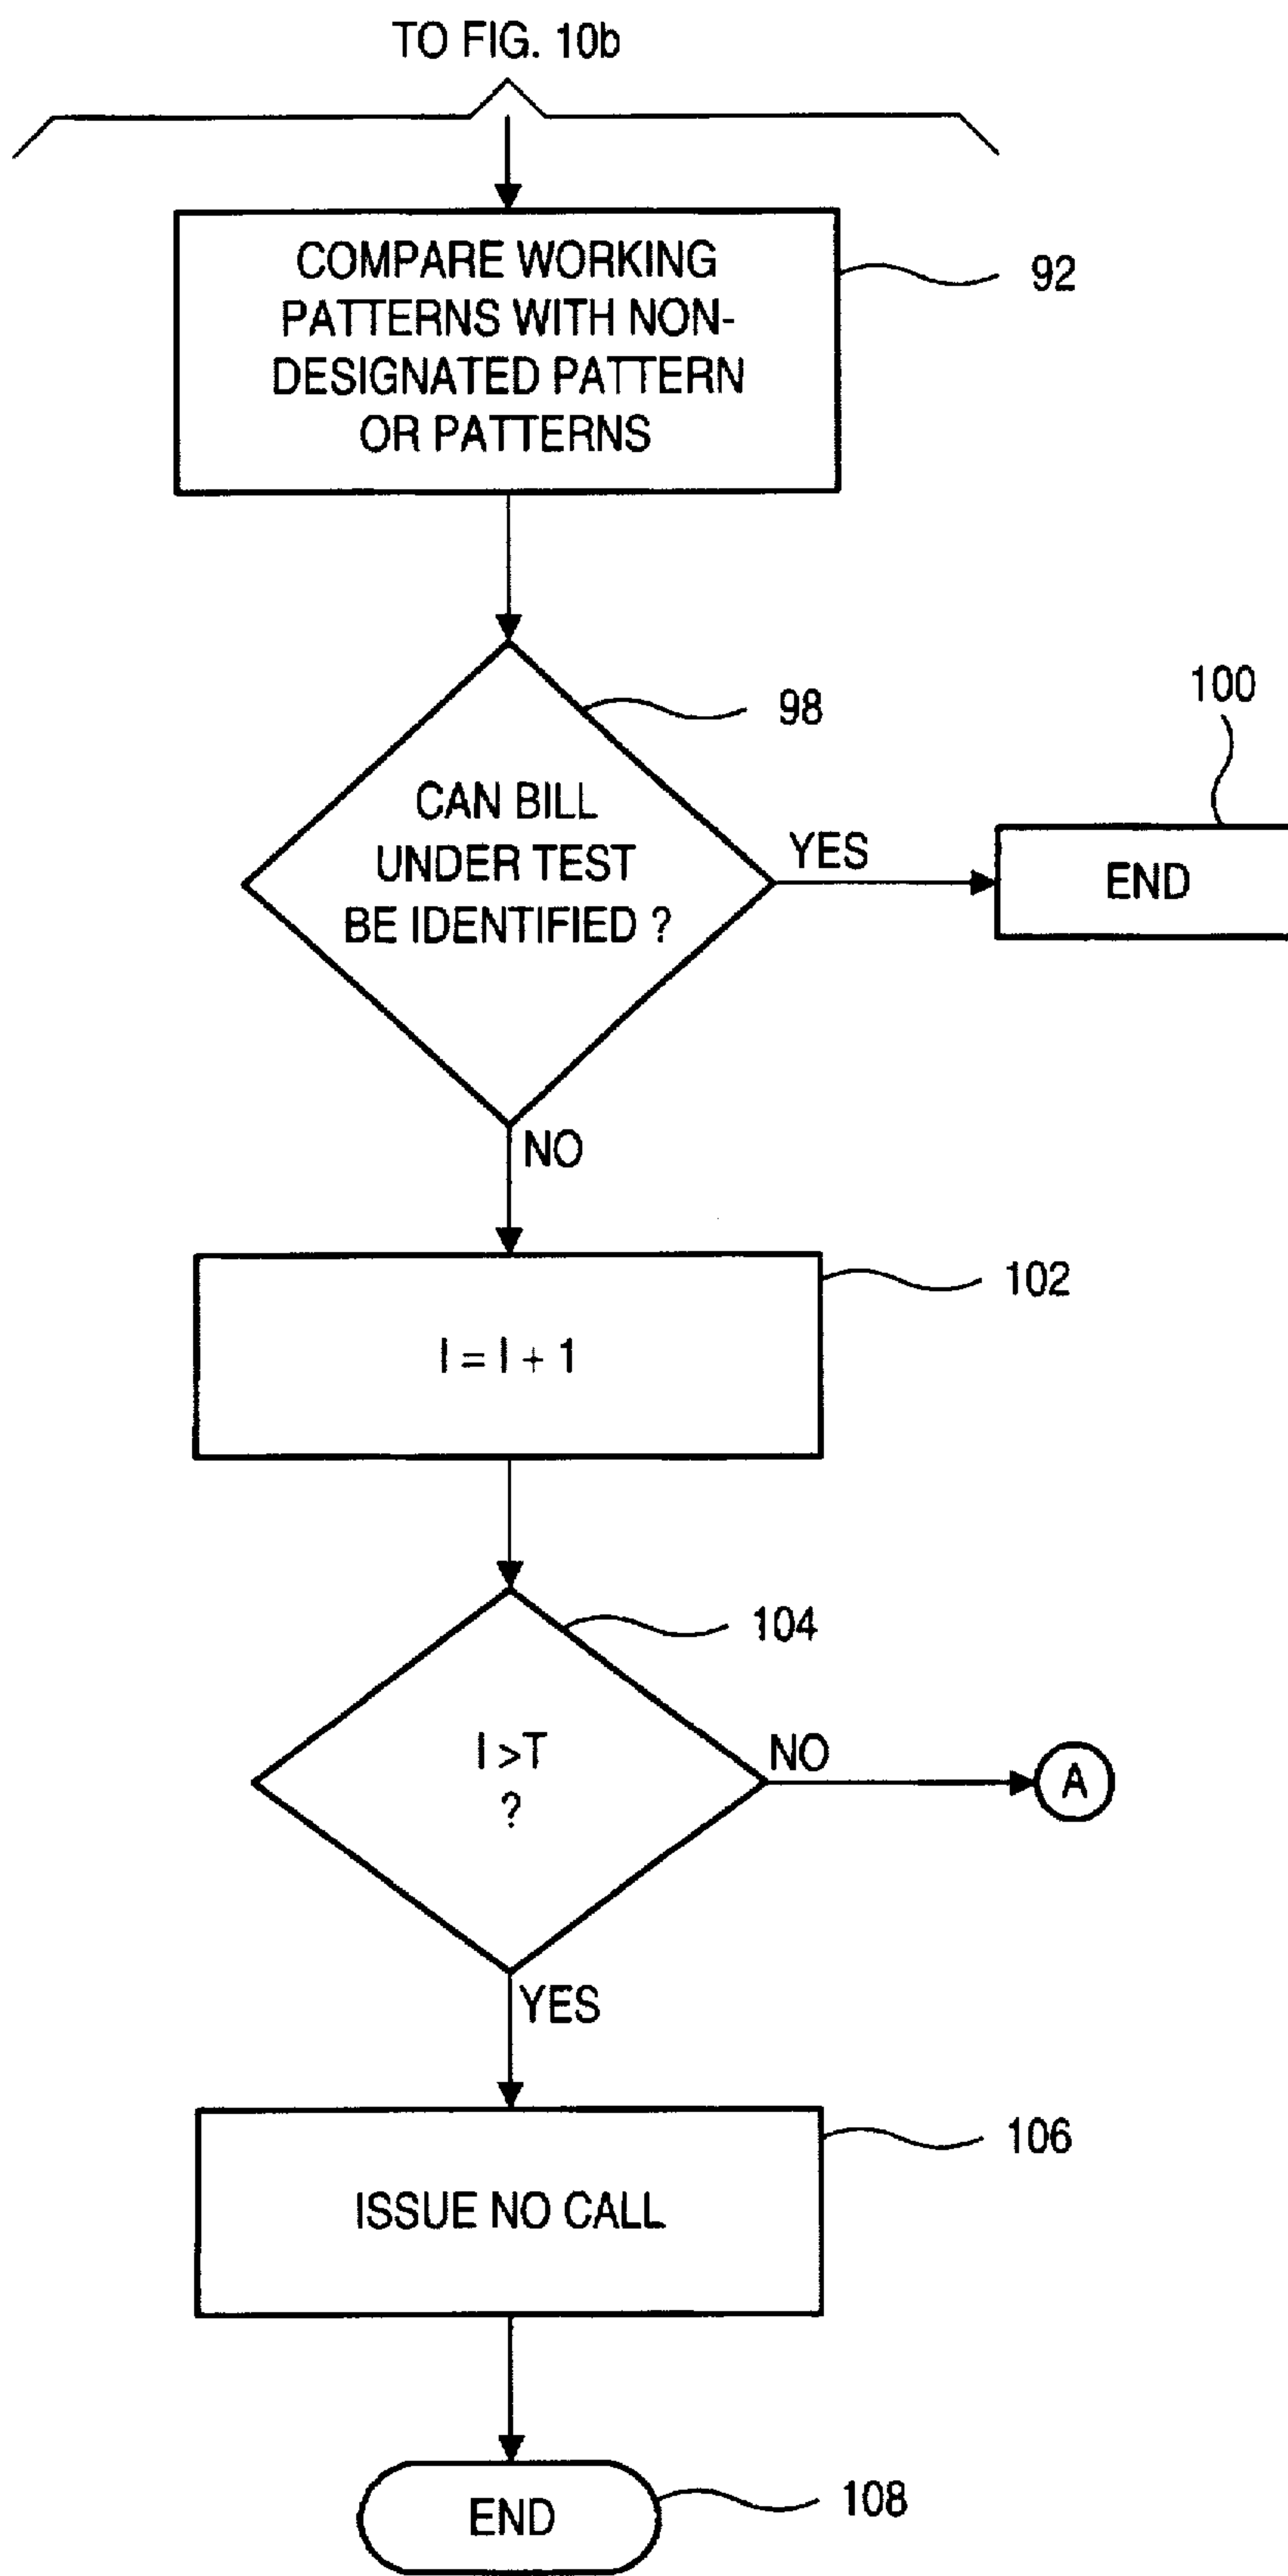 TO FIG. 10b
COMPARE WORKING
PATTERNS WITH NON-
DESIGNATED PATTERN
OR PATTERNS
92
98
CAN BILL
UNDER TEST
BE IDENTIFIED ?
YES
100
END
NO
102
I = I + 1
104
I >T
?
NO
A
YES
106
ISSUE NO CALL
END
108